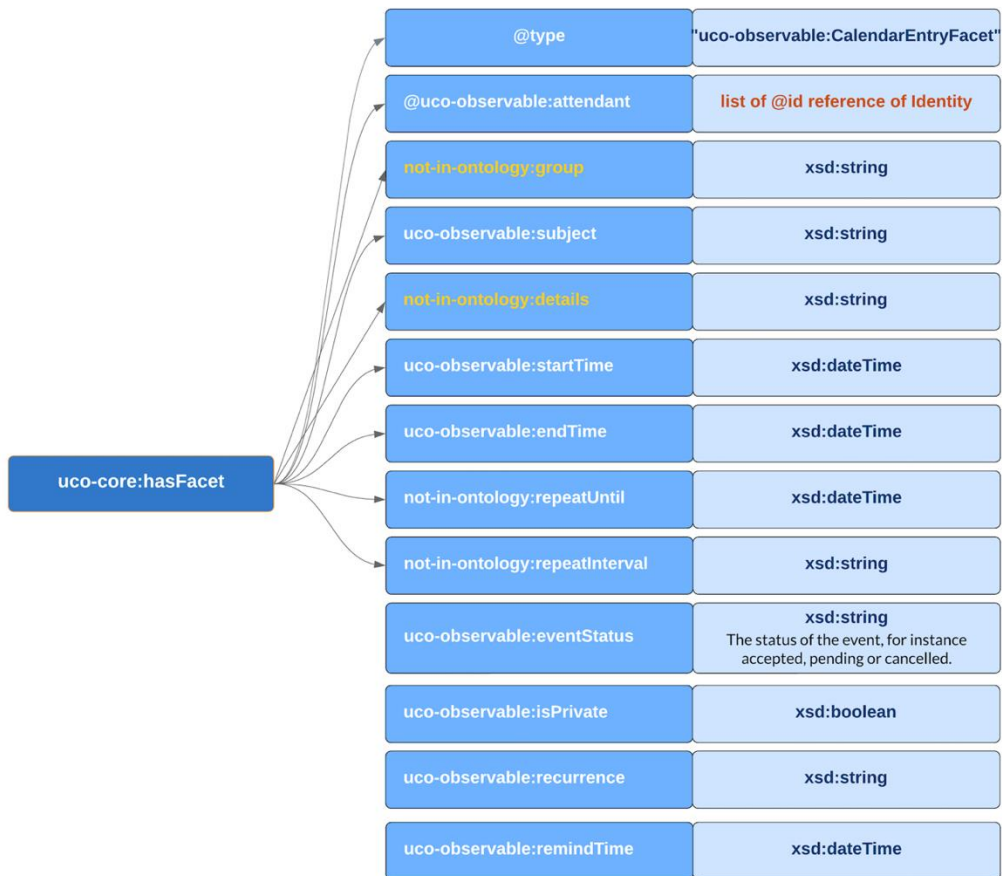 @type
"uco-observable:CalendarEntryFacet"
@uco-observable:attendant
list of @id reference of Identity
not-in-ontology:group
xsd:string
uco-observable:subject
xsd:string
not-in-ontology:details
xsd:string
uco-observable:startTime
xsd:dateTime
uco-observable:endTime
xsd:dateTime
uco-core:hasFacet
not-in-ontology:repeatUntil
xsd:dateTime
not-in-ontology:repeatInterval
xsd:string
uco-observable:eventStatus
xsd:string
The status of the event, for instance
accepted, pending or cancelled.
uco-observable:isPrivate
xsd:boolean
uco-observable:recurrence
xsd:string
uco-observable:remindTime
xsd:dateTime